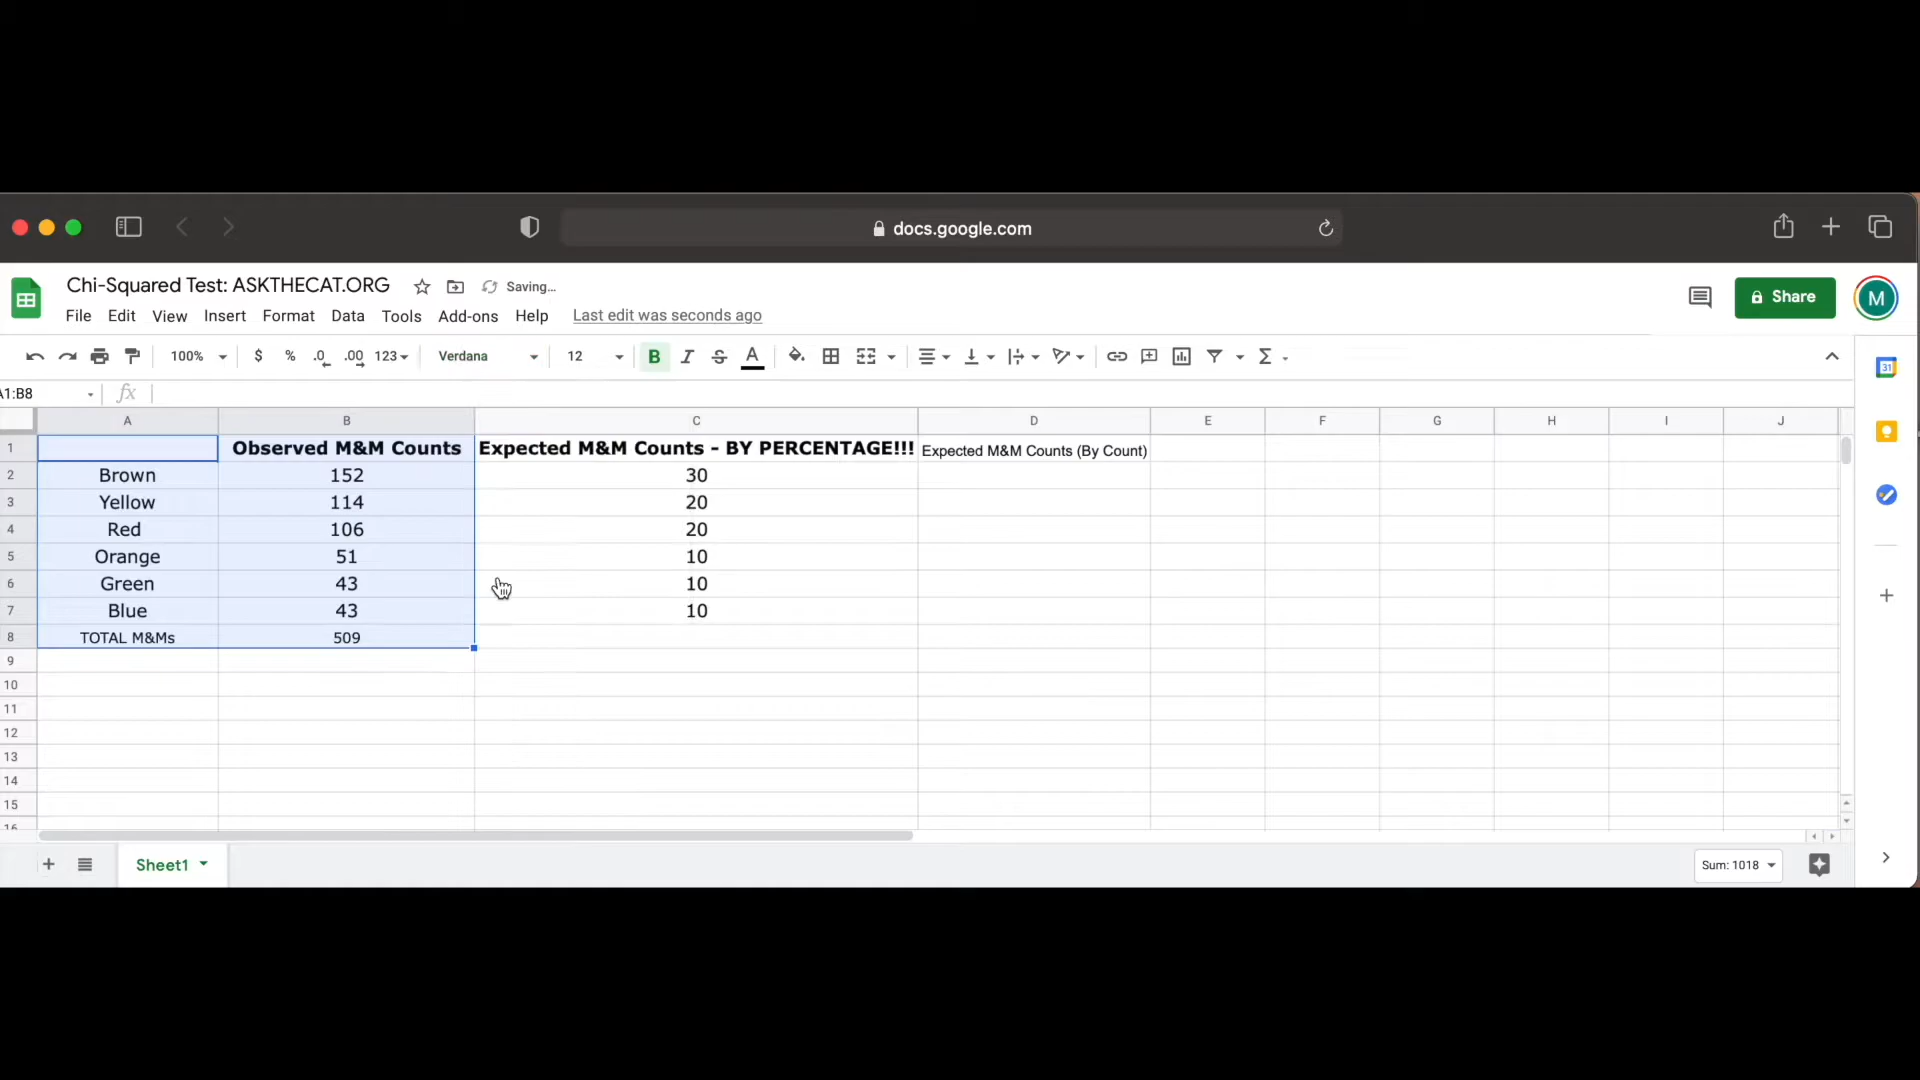 docs.google.com
Chi-Squared Test: ASKTHECAT.ORG Saving...
File Edit View Insert Format Data Tools Add-ons Help Last edit was seconds ago
Share
M
100% $ % .0 .00 123 Verdana 12 B I S A Σ
31
A1:B8 fx
A B C D E F G H I J
1 Observed M&M Counts Expected M&M Counts - BY PERCENTAGE!!! Expected M&M Counts (By Count)
2 Brown 152 30
3 Yellow 114 20
4 Red 106 20
5 Orange 51 10
6 Green 43 10
7 Blue 43 10
8 TOTAL M&Ms 509
9
10
11
12
13
14
15
16
Sheet1 Sum: 1018